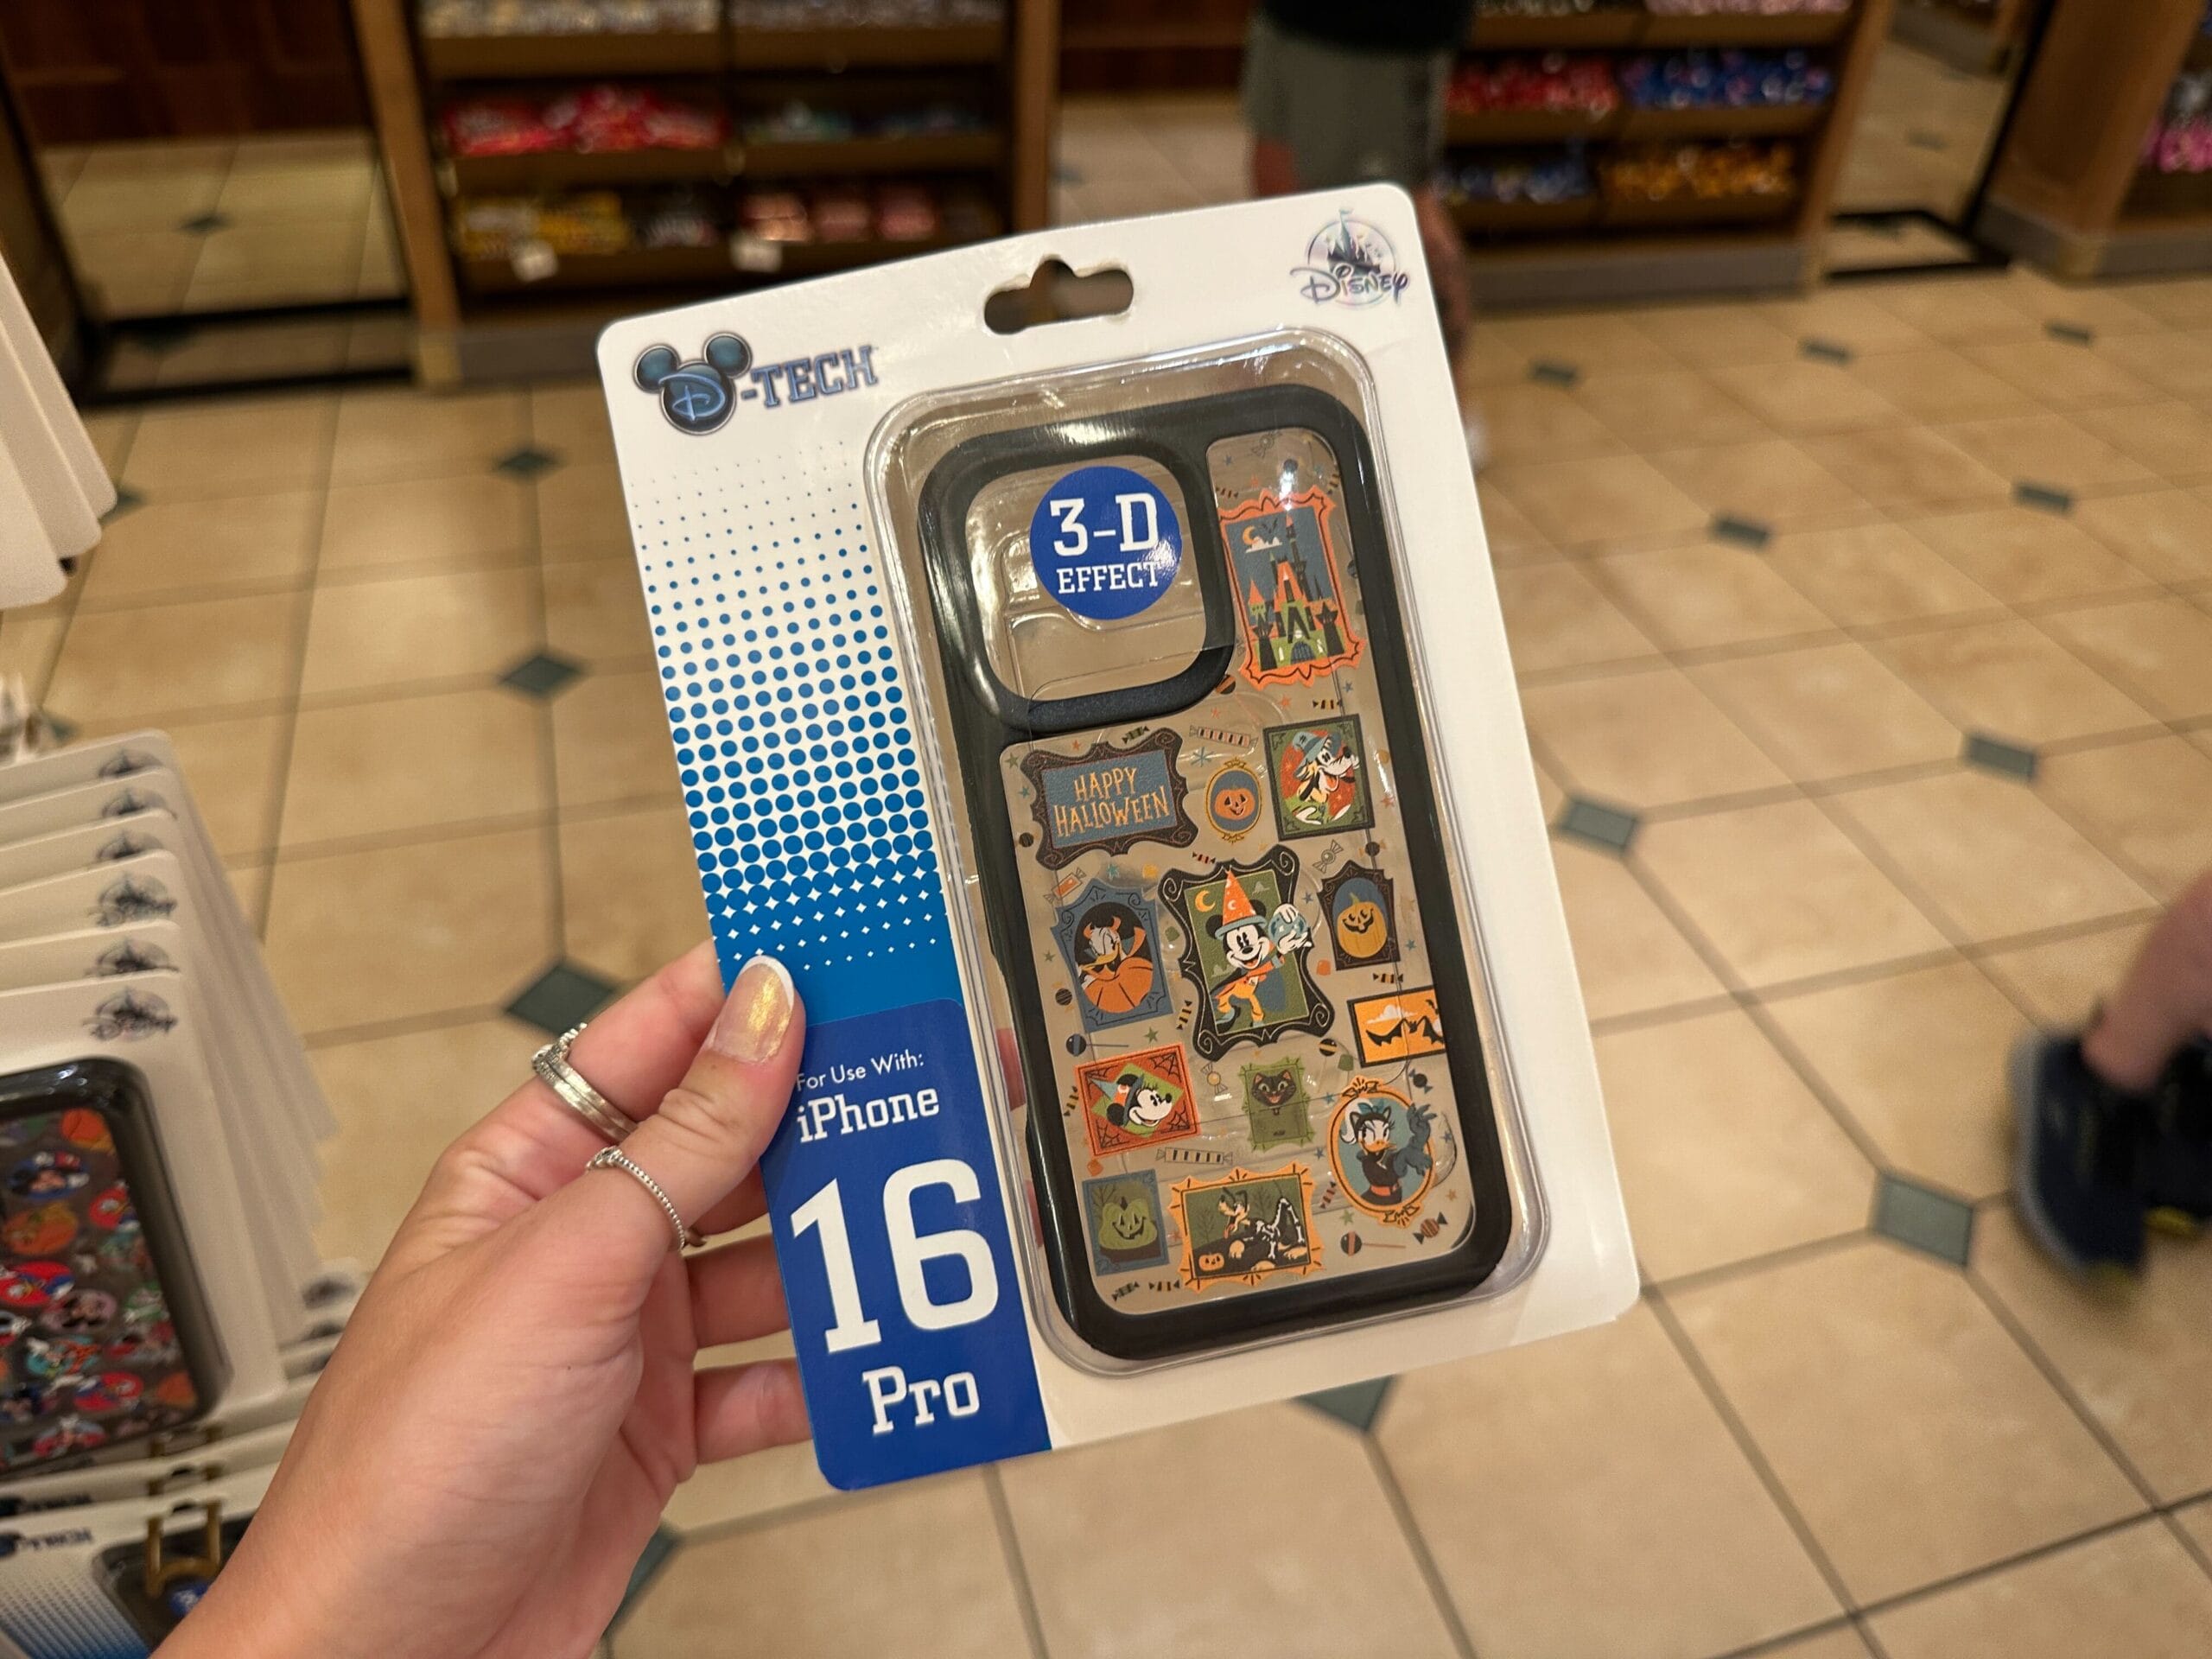 D-TECH
Disney
3-D
EFFECT
HAPPY
HALLOWEEN
For Use With:
iPhone
16
Pro